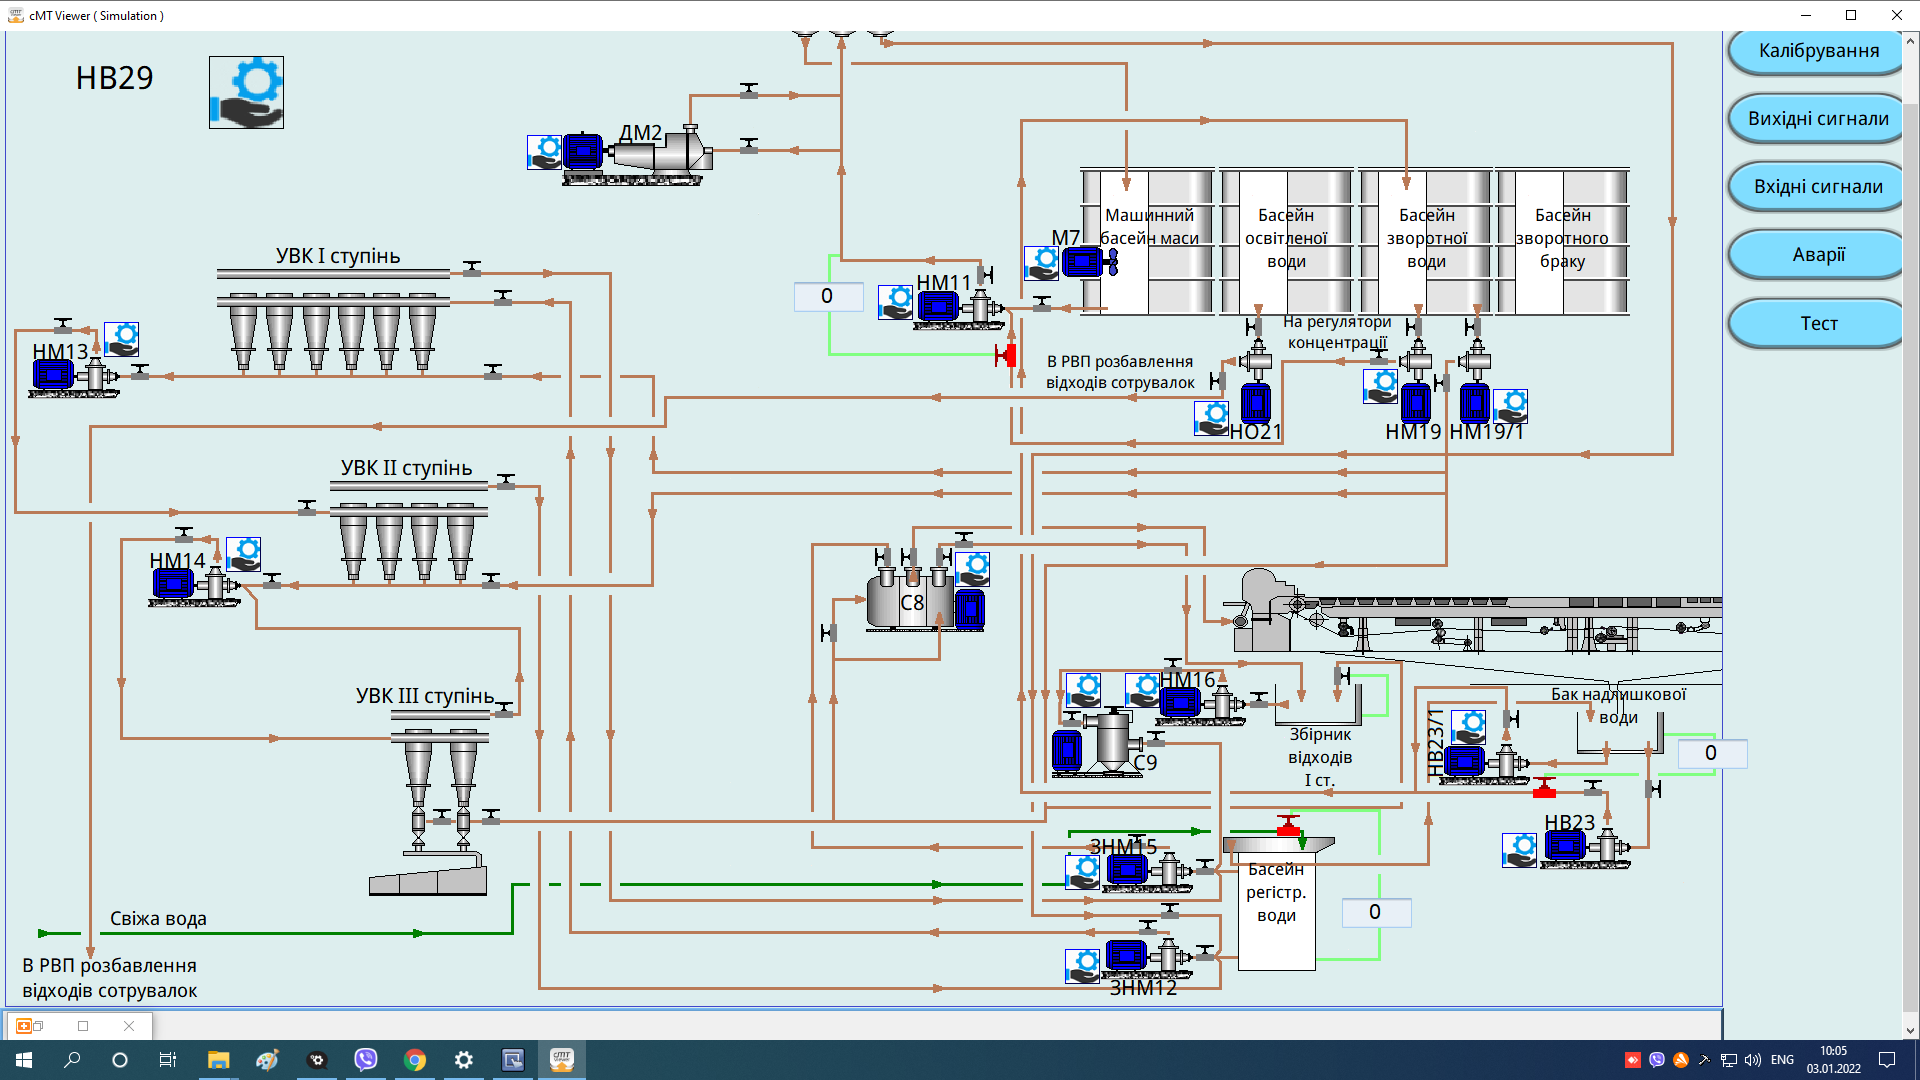 cMT Viewer ( Simulation )
НВ29
Калібрування
Вихідні сигнали
Вхідні сигнали
Аварії
Тест
ДМ2
УВК I ступінь
НМ13
0
НМ11
М7
Машинний
басейн маси
Басейн
освітленої
води
Басейн
зворотної
води
Басейн
зворотного
браку
На регулятори
концентрації
В РВП розбавлення
відходів сотрувалок
НО21
НМ19
НМ19/1
УВК II ступінь
НМ14
С8
УВК III ступінь
НМ16
С9
Збірник
відходів
I ст.
Бак надлишкової
води
НВ23/1
0
НВ23
ЗНМ15
Басейн
регістр.
води
0
ЗНМ12
Свіжа вода
В РВП розбавлення
відходів сотрувалок
cMT
Viewer
ENG
10:05
03.01.2022